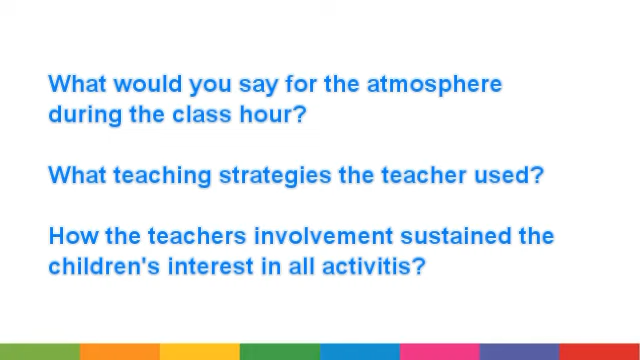 What would you say for the atmosphere
during the class hour?
What teaching strategies the teacher used?
How the teachers involvement sustained the
children's interest in all activitis?